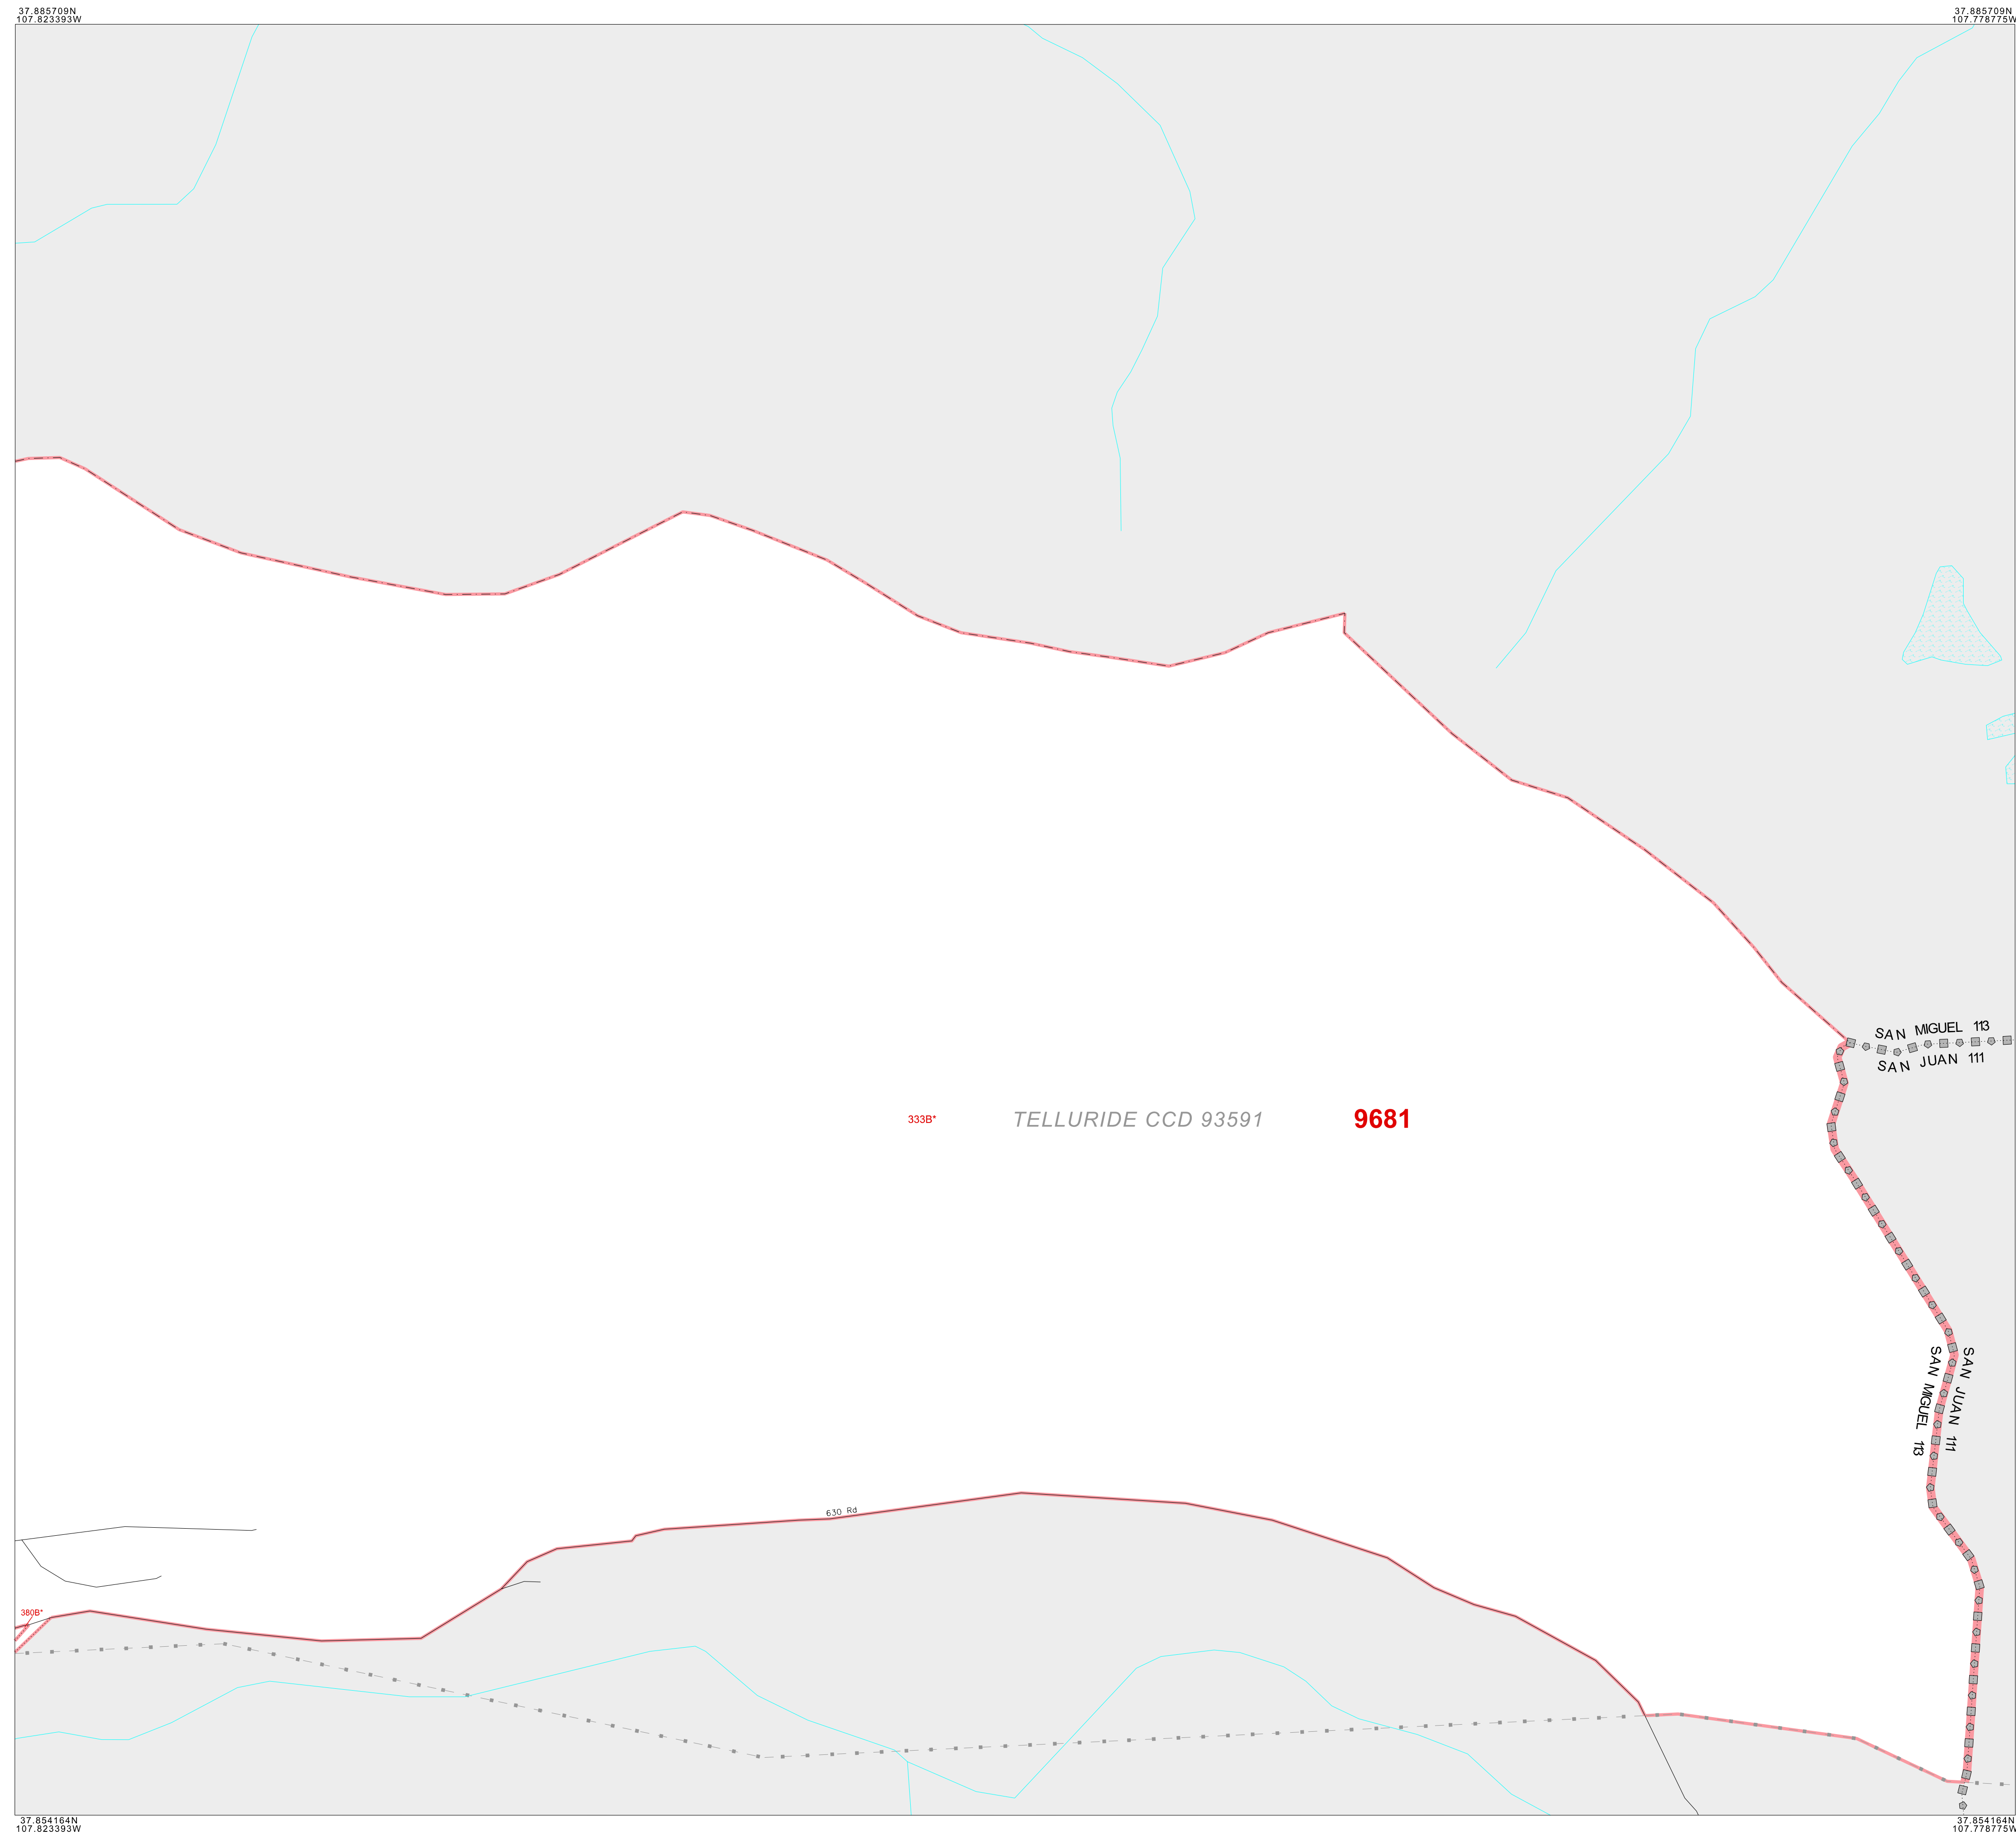 37.885709N
107.823393W
37.885709N
107.778775W
SAN MIGUEL 113
SAN JUAN 111
333B*
TELLURIDE CCD 93591
9681
SAN JUAN 111
SAN MIGUEL 113
630 Rd
380B*
37.854164N
107.823393W
37.854164N
107.778775W